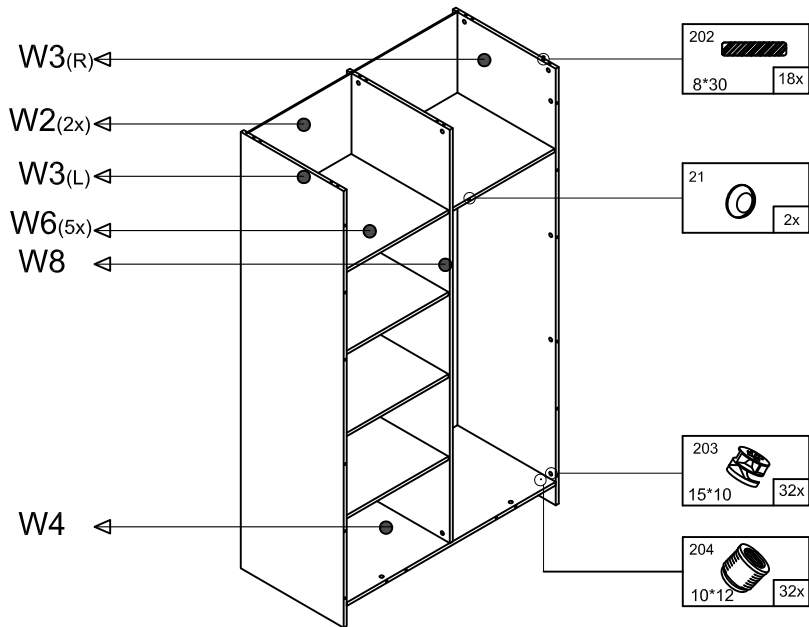 W3(R)
W2(2x)
W3(L)
W6(5x)
W8
W4
202
8*30
18x
21
2x
203
15*10
32x
204
10*12
32x